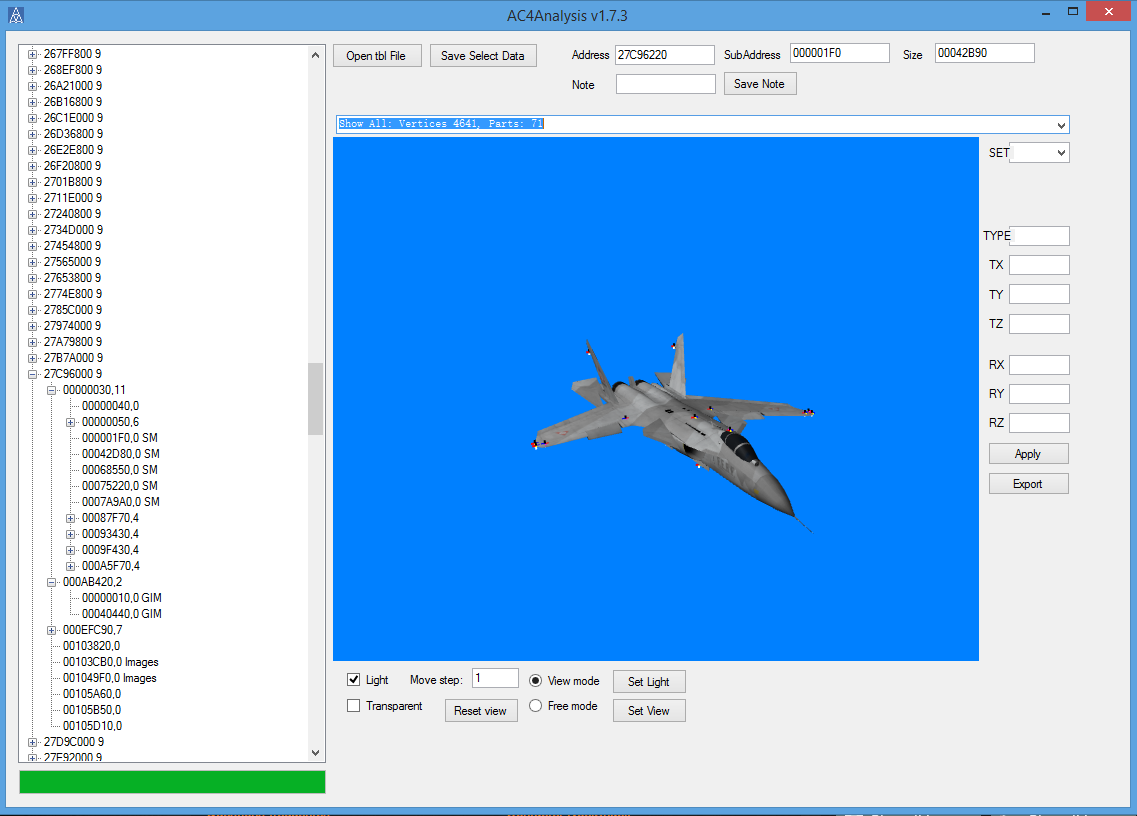 AC4Analysis v1.7.3
Open tbl File
Save Select Data
Address 27C96220 SubAddress 000001F0 Size 00042B90
Note
Save Note
Show All: Vertices 4641, Parts: 71
267FF800 9
268EF800 9
26A21000 9
26B16800 9
26C1E000 9
26D36800 9
26E2E800 9
26F20800 9
2701B800 9
2711E000 9
27240800 9
2734D000 9
27454800 9
27565000 9
27653800 9
2774E800 9
2785C000 9
27974000 9
27A79800 9
27B7A000 9
27C96000 9
00000030,11
00000040,0
00000050,6
000001F0,0 SM
00042D80,0 SM
00068550,0 SM
00075220,0 SM
0007A9A0,0 SM
00087F70,4
00093430,4
0009F430,4
000A5F70,4
000AB420,2
00000010,0 GIM
00040440,0 GIM
000EFC90,7
00103820,0
00103CB0,0 Images
001049F0,0 Images
00105A60,0
00105B50,0
00105D10,0
27D9C000 9
27E92000 9
SET
TYPE
TX
TY
TZ
RX
RY
RZ
Apply
Export
Light
Move step: 1
View mode
Set Light
Transparent
Reset view
Free mode
Set View